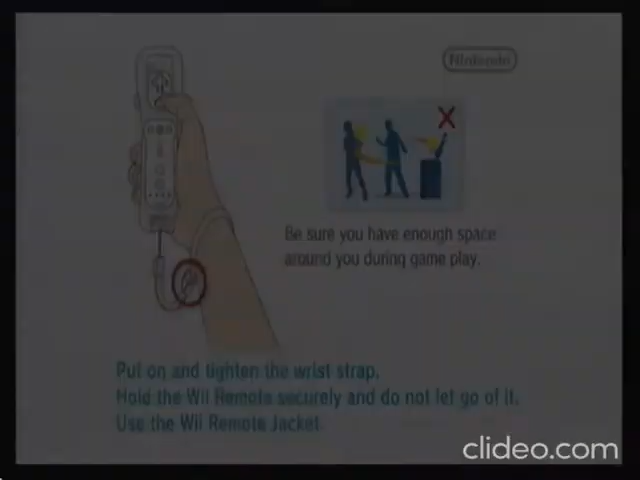 Nintendo
Be sure you have enough space
around you during game play.
Put on and tighten the wrist strap.
Hold the Wii Remote securely and do not let go of it.
Use the Wii Remote Jacket.
clideo.com